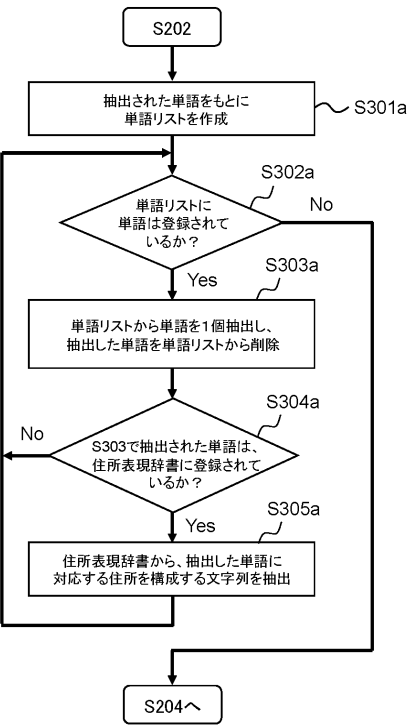 S202
抽出された単語をもとに
単語リストを作成
S301a
S302a
単語リストに
単語は登録されて
いるか？
No
Yes
S303a
単語リストから単語を1個抽出し、
抽出した単語を単語リストから削除
S304a
No
S303で抽出された単語は、
住所表現辞書に登録されて
いるか？
Yes
S305a
住所表現辞書から、抽出した単語に
対応する住所を構成する文字列を抽出
S204へ